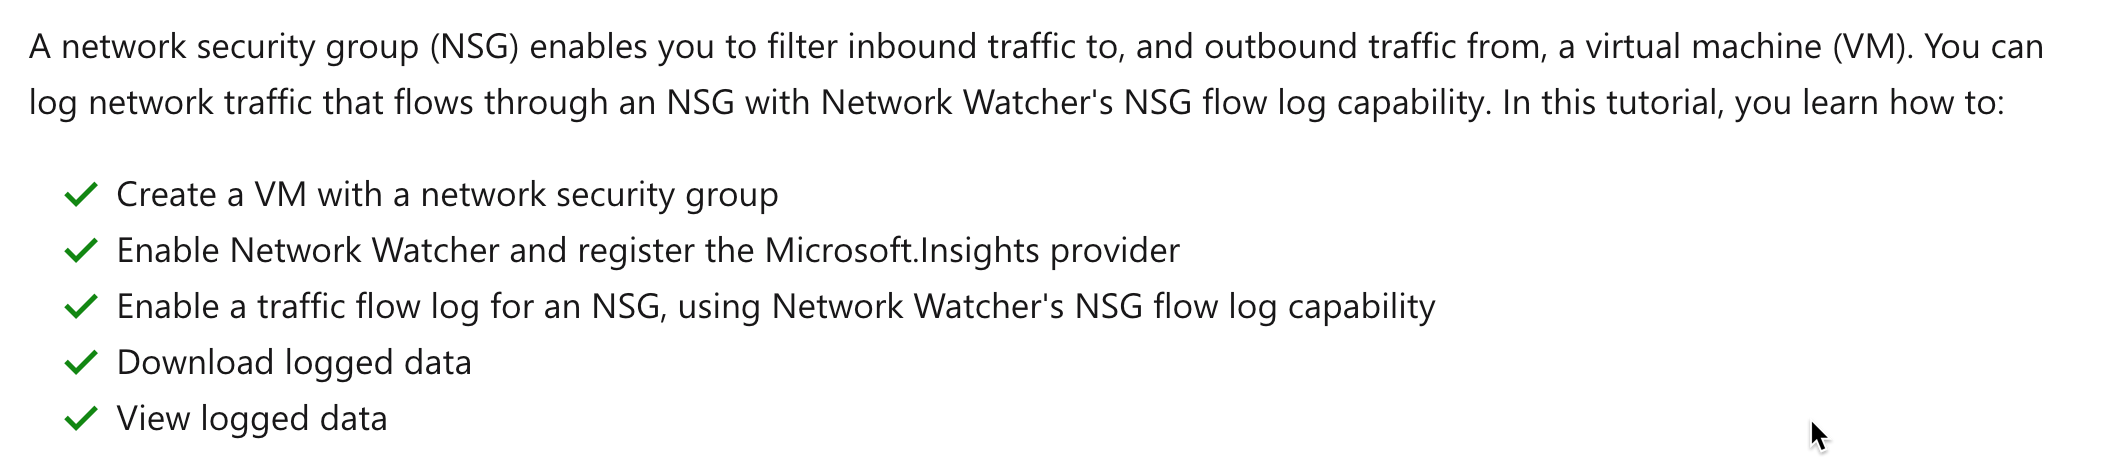 A network security group (NSG) enables you to filter inbound traffic to, and outbound traffic from, a virtual machine (VM). You can
log network traffic that flows through an NSG with Network Watcher's NSG flow log capability. In this tutorial, you learn how to:
Create a VM with a network security group
Enable Network Watcher and register the Microsoft.Insights provider
Enable a traffic flow log for an NSG, using Network Watcher's NSG flow log capability
Download logged data
View logged data